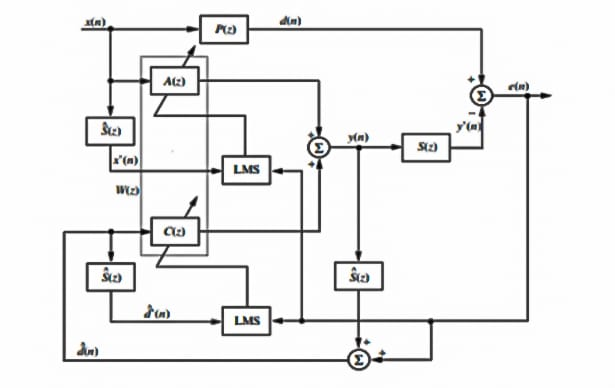 x(n) P(z) d(n)
+
A(z) Σ e(n)
−
Ŝ(z) + y(n) y'(n)
Σ S(z)
x'(n) LMS +
W(z)
C(z)
Ŝ(z) Ŝ(z)
d̂'(n) LMS
+
d̂(n) Σ +